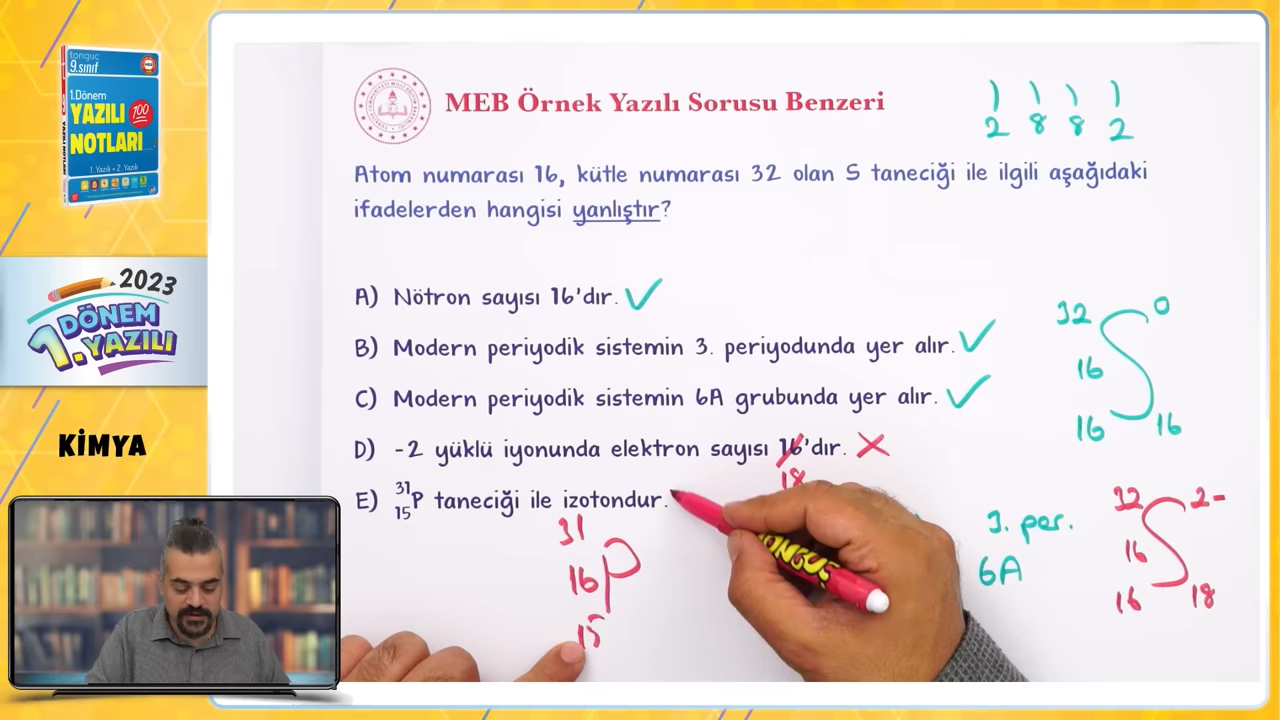 tonguç
9.sınıf
1.Dönem
YAZILI
100
NOTLARI
1.Yazılı • 2.Yazılı
2023
1. DÖNEM
YAZILI
KİMYA
MEB Örnek Yazılı Sorusu Benzeri
2 8 8 2
Atom numarası 16, kütle numarası 32 olan S taneciği ile ilgili aşağıdaki
ifadelerden hangisi yanlıştır?
A) Nötron sayısı 16'dır.
B) Modern periyodik sistemin 3. periyodunda yer alır.
C) Modern periyodik sistemin 6A grubunda yer alır.
D) -2 yüklü iyonunda elektron sayısı 16'dır.
18
E) 31 15 P taneciği ile izotondur.
31
16 P
15
32 S 0
16
16 16
3. per.
6A
32 S 2-
16
16 18
TONGUÇ